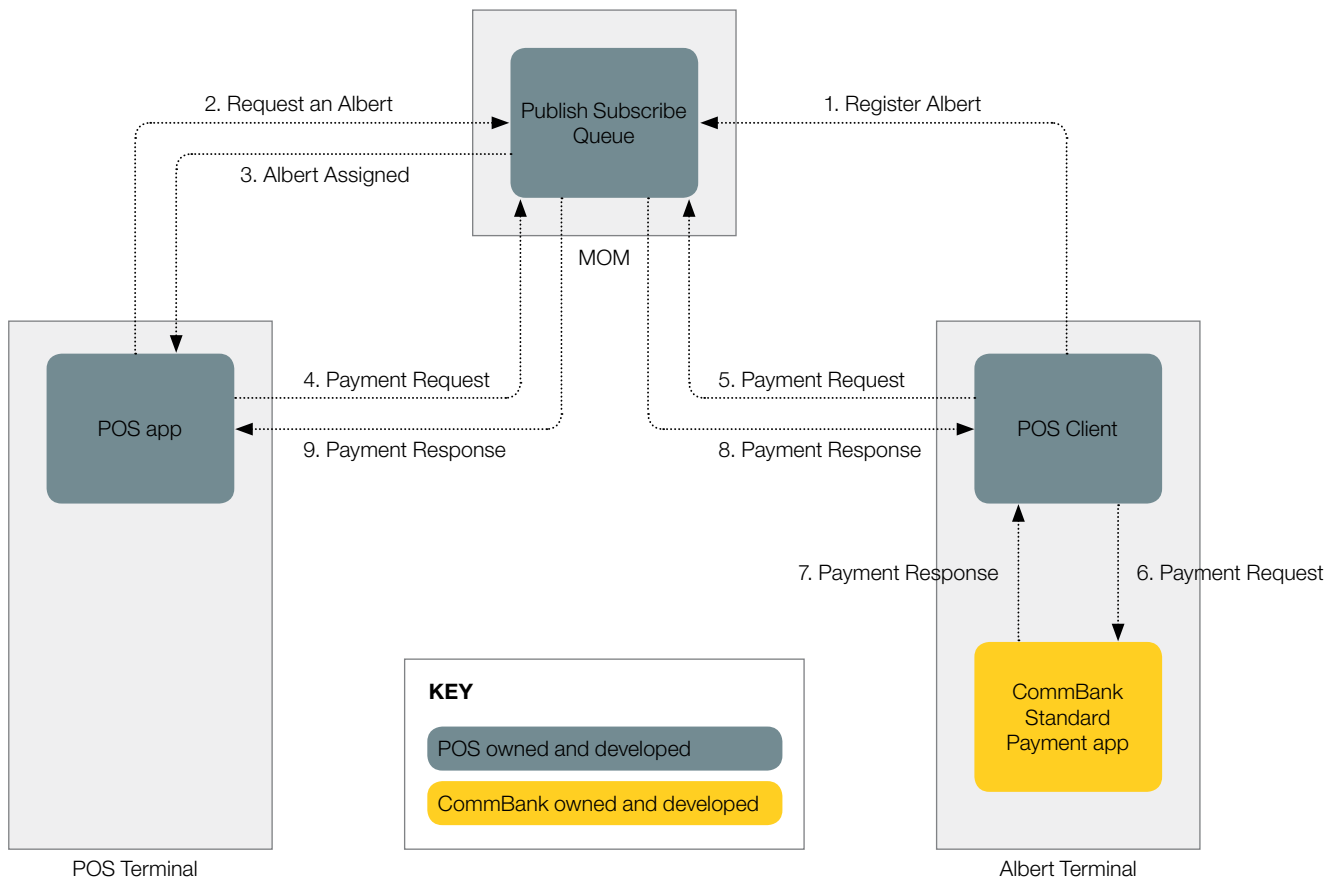 2. Request an Albert
1. Register Albert
Publish Subscribe
Queue
3. Albert Assigned
MOM
4. Payment Request
5. Payment Request
POS app
POS Client
9. Payment Response
8. Payment Response
7. Payment Response
6. Payment Request
KEY
POS owned and developed
CommBank owned and developed
CommBank
Standard
Payment app
POS Terminal
Albert Terminal